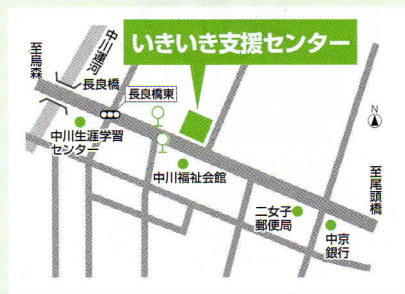 いきいき支援センター
至烏森
中川運河
長良橋
長良橋東
中川生涯学習
センター
中川福祉会館
N
至尾頭橋
二女子
郵便局
中京
銀行